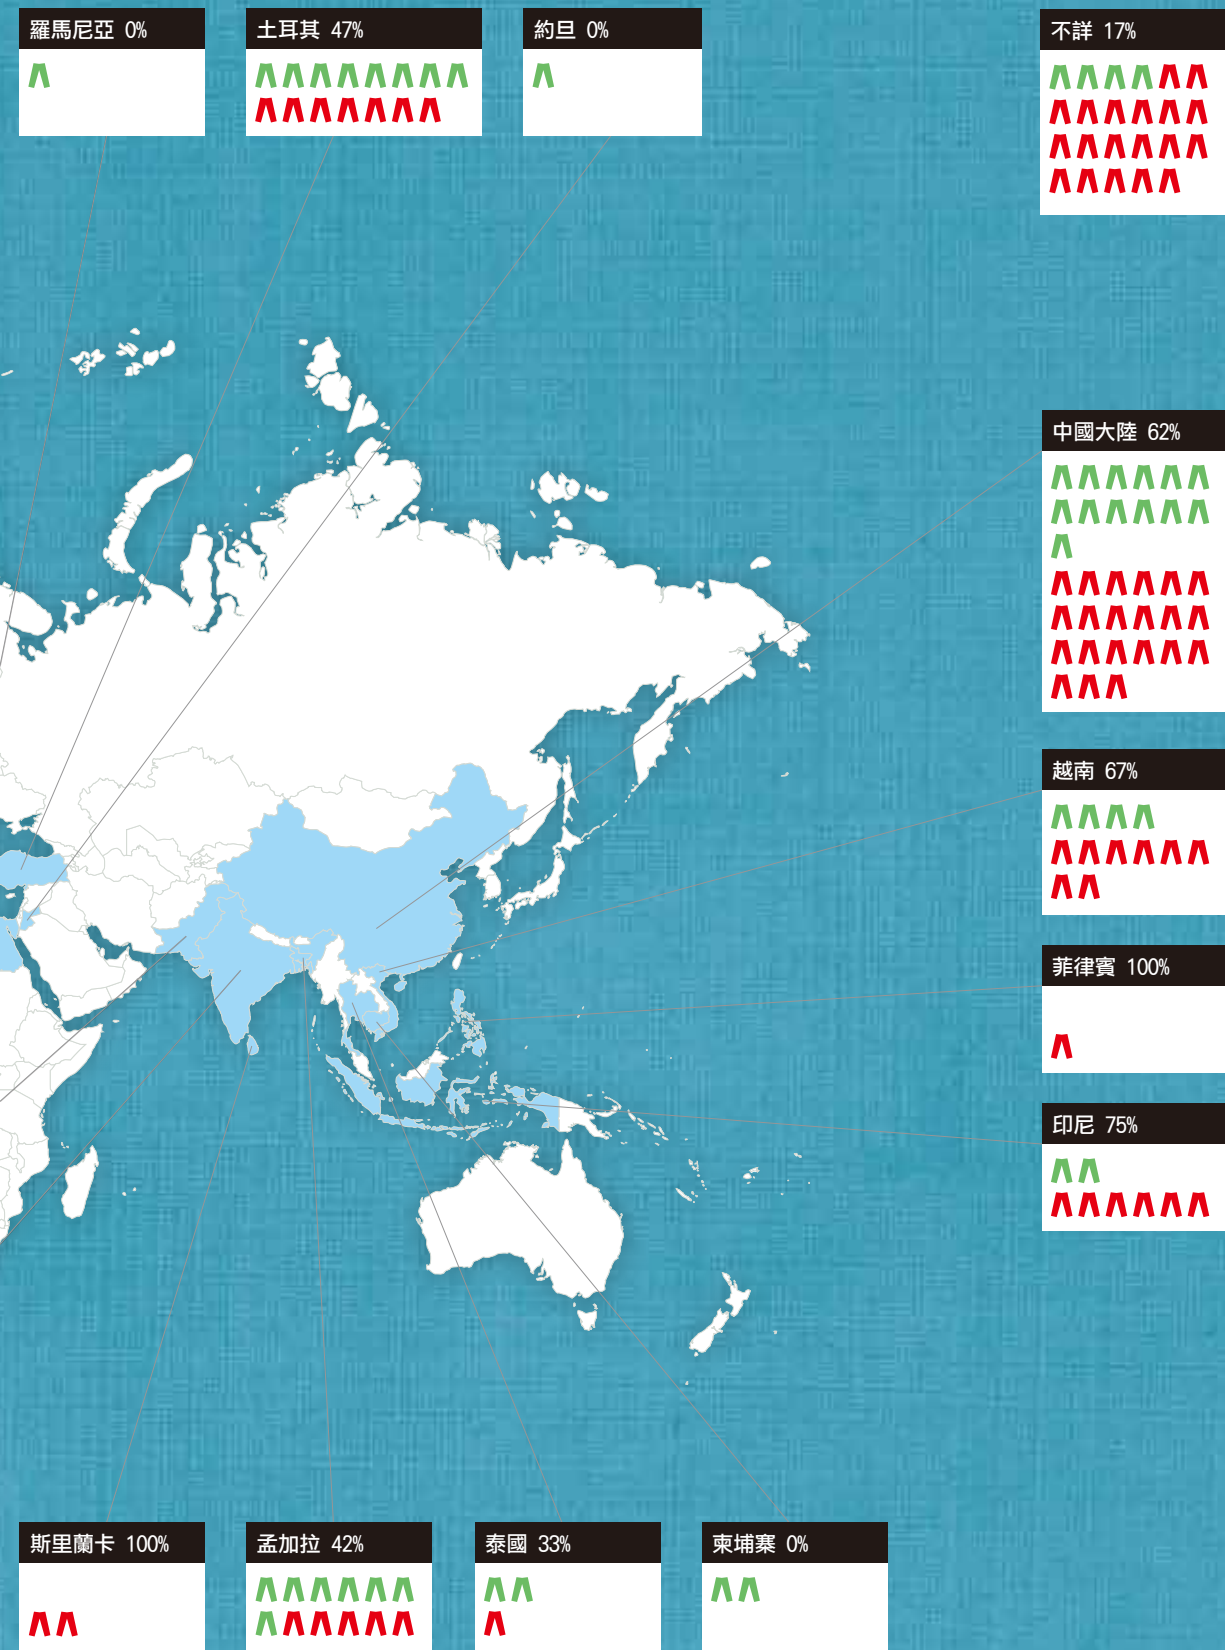 羅馬尼亞 0%
土耳其 47%
約旦 0%
不詳 17%
中國大陸 62%
越南 67%
菲律賓 100%
印尼 75%
斯里蘭卡 100%
孟加拉 42%
泰國 33%
柬埔寨 0%